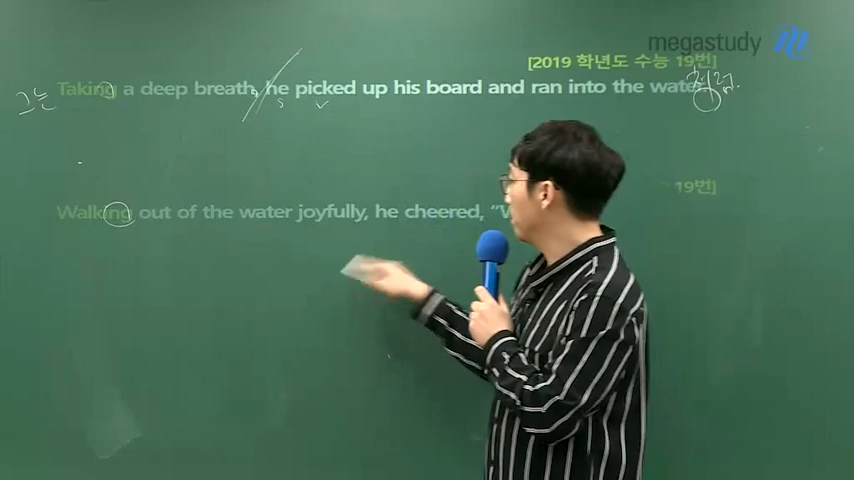 megastudy
[2019 학년도 수능 19번]
그는 Taking a deep breath, he picked up his board and ran into the water.
s v
19번]
Walking out of the water joyfully, he cheered, “W